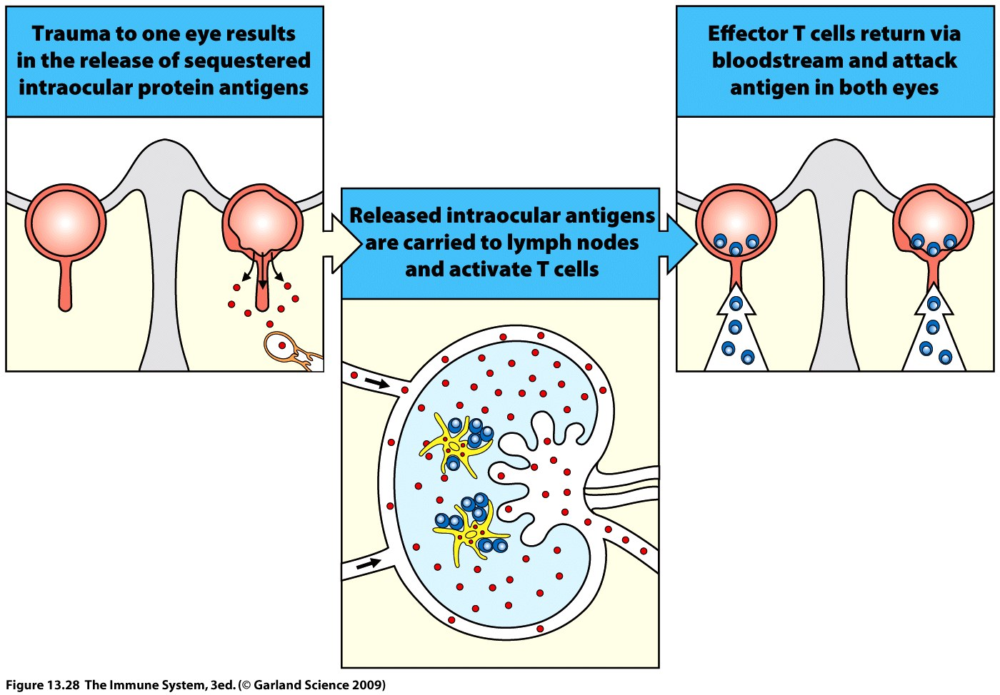 Trauma to one eye results
in the release of sequestered
intraocular protein antigens
Released intraocular antigens
are carried to lymph nodes
and activate T cells
Effector T cells return via
bloodstream and attack
antigen in both eyes
Figure 13.28 The Immune System, 3ed. (© Garland Science 2009)